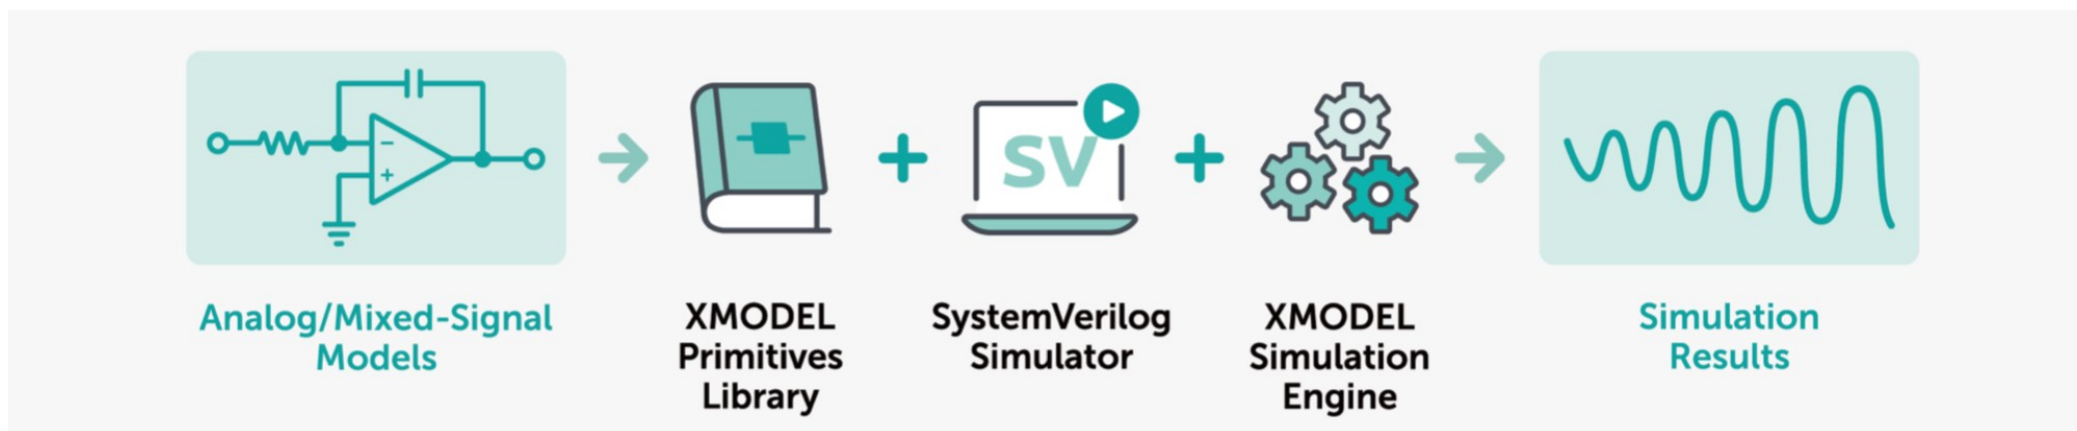 SV
Analog/Mixed-Signal
Models
XMODEL
Primitives
Library
SystemVerilog
Simulator
XMODEL
Simulation
Engine
Simulation
Results